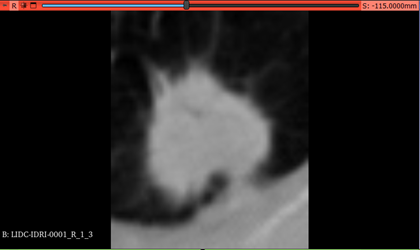 R
S: -115.0000mm
B: LIDC-IDRI-0001_R_1_3